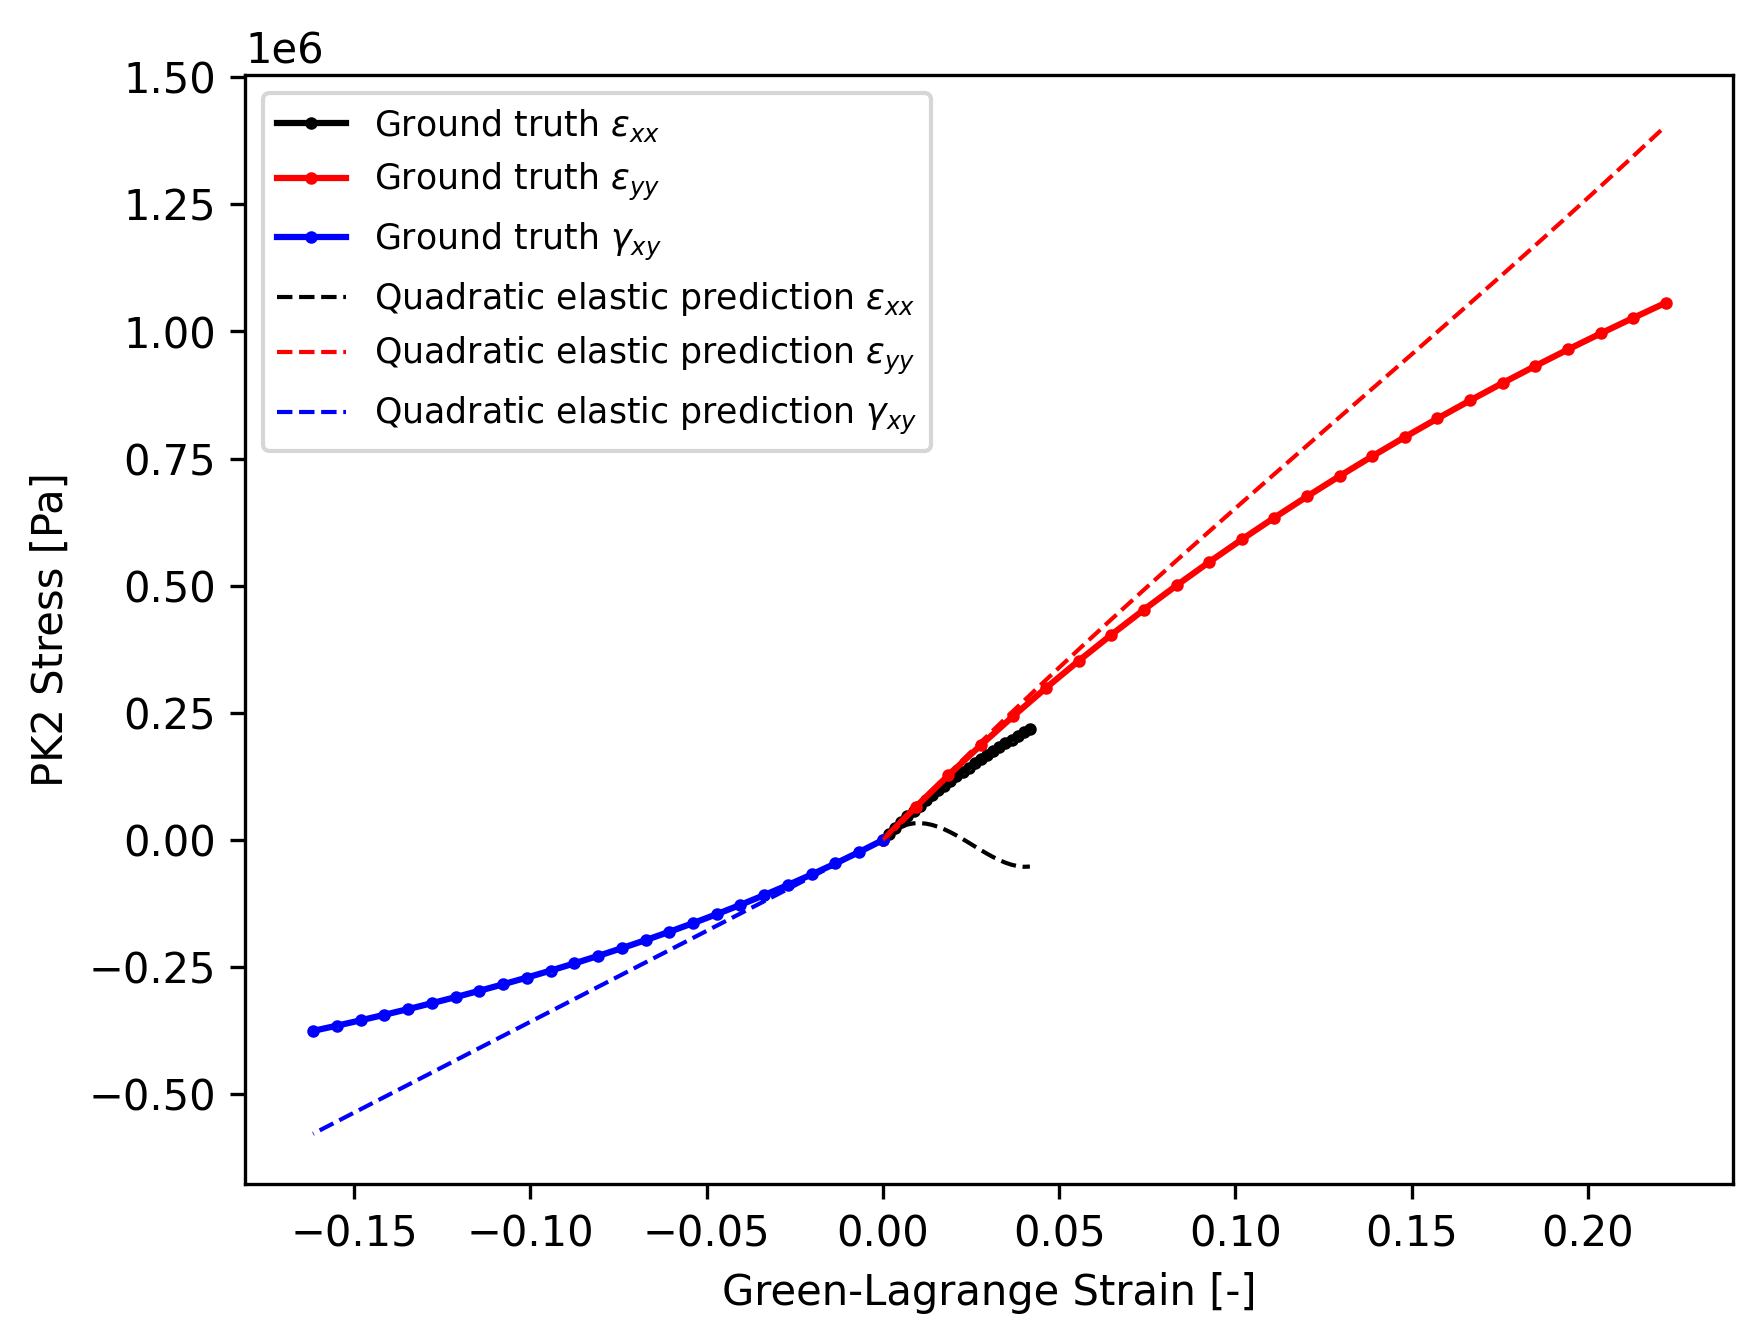 1e6
1.50
1.25
1.00
0.75
0.50
0.25
0.00
−0.25
−0.50
PK2 Stress [Pa]
Ground truth εxx
Ground truth εyy
Ground truth γxy
Quadratic elastic prediction εxx
Quadratic elastic prediction εyy
Quadratic elastic prediction γxy
−0.15 −0.10 −0.05 0.00 0.05 0.10 0.15 0.20
Green-Lagrange Strain [-]